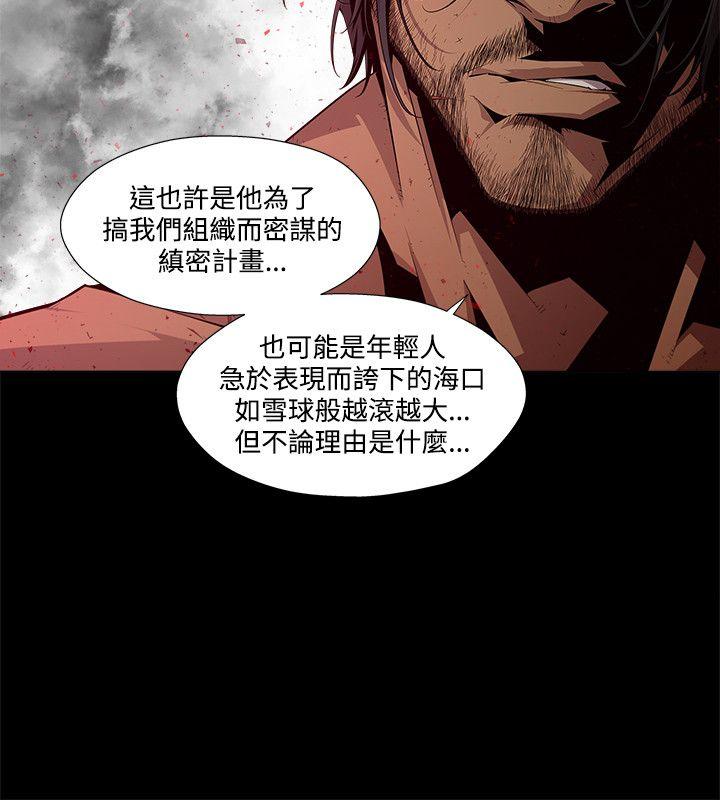 這也許是他為了
搞我們組織而密謀的
縝密計畫...
也可能是年輕人
急於表現而誇下的海口
如雪球般越滾越大...
但不論理由是什麼...